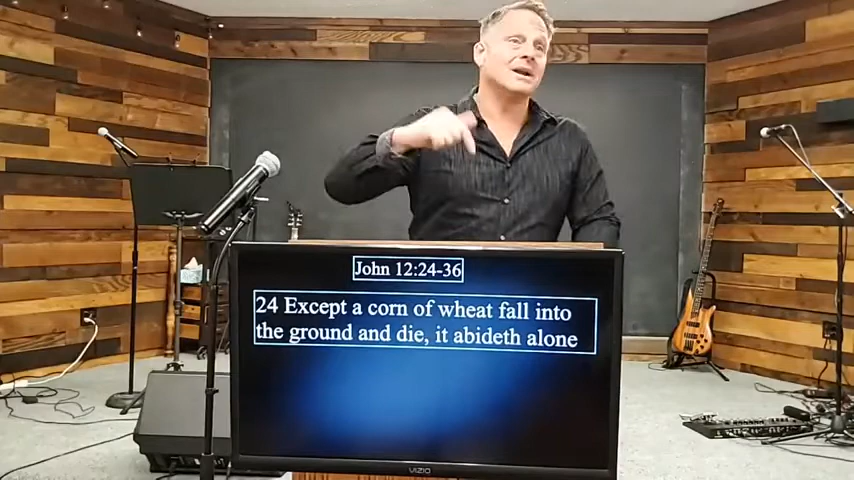 John 12:24-36
24 Except a corn of wheat fall into
the ground and die, it abideth alone.
VIZIO